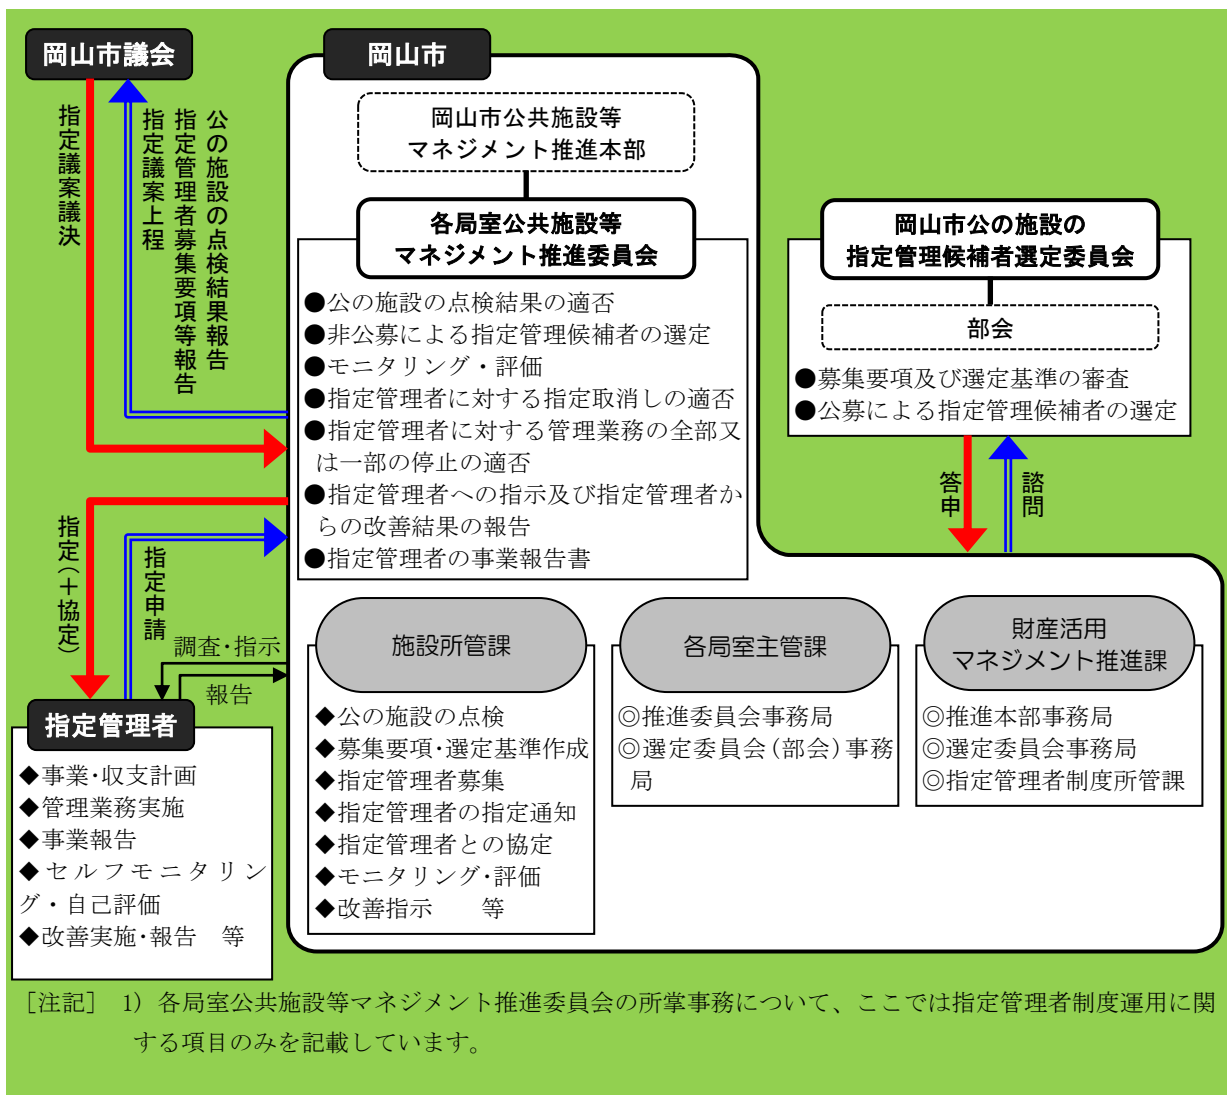 岡山市議会
指定議案議決
公の施設の点検結果報告
指定管理者募集要項等報告
指定議案上程
岡山市
岡山市公共施設等
マネジメント推進本部
各局室公共施設等
マネジメント推進委員会
●公の施設の点検結果の適否
●非公募による指定管理候補者の選定
●モニタリング・評価
●指定管理者に対する指定取消しの適否
●指定管理者に対する管理業務の全部又
は一部の停止の適否
●指定管理者への指示及び指定管理者か
らの改善結果の報告
●指定管理者の事業報告書
岡山市公の施設の
指定管理候補者選定委員会
部会
●募集要項及び選定基準の審査
●公募による指定管理候補者の選定
答申
諮問
指定(＋協定)
指定申請
調査・指示
報告
指定管理者
◆事業・収支計画
◆管理業務実施
◆事業報告
◆セルフモニタリン
グ・自己評価
◆改善実施・報告　等
施設所管課
◆公の施設の点検
◆募集要項・選定基準作成
◆指定管理者募集
◆指定管理者の指定通知
◆指定管理者との協定
◆モニタリング・評価
◆改善指示　　等
各局室主管課
◎推進委員会事務局
◎選定委員会(部会)事務
局
財産活用
マネジメント推進課
◎推進本部事務局
◎選定委員会事務局
◎指定管理者制度所管課
［注記］　1）各局室公共施設等マネジメント推進委員会の所掌事務について、ここでは指定管理者制度運用に関
する項目のみを記載しています。